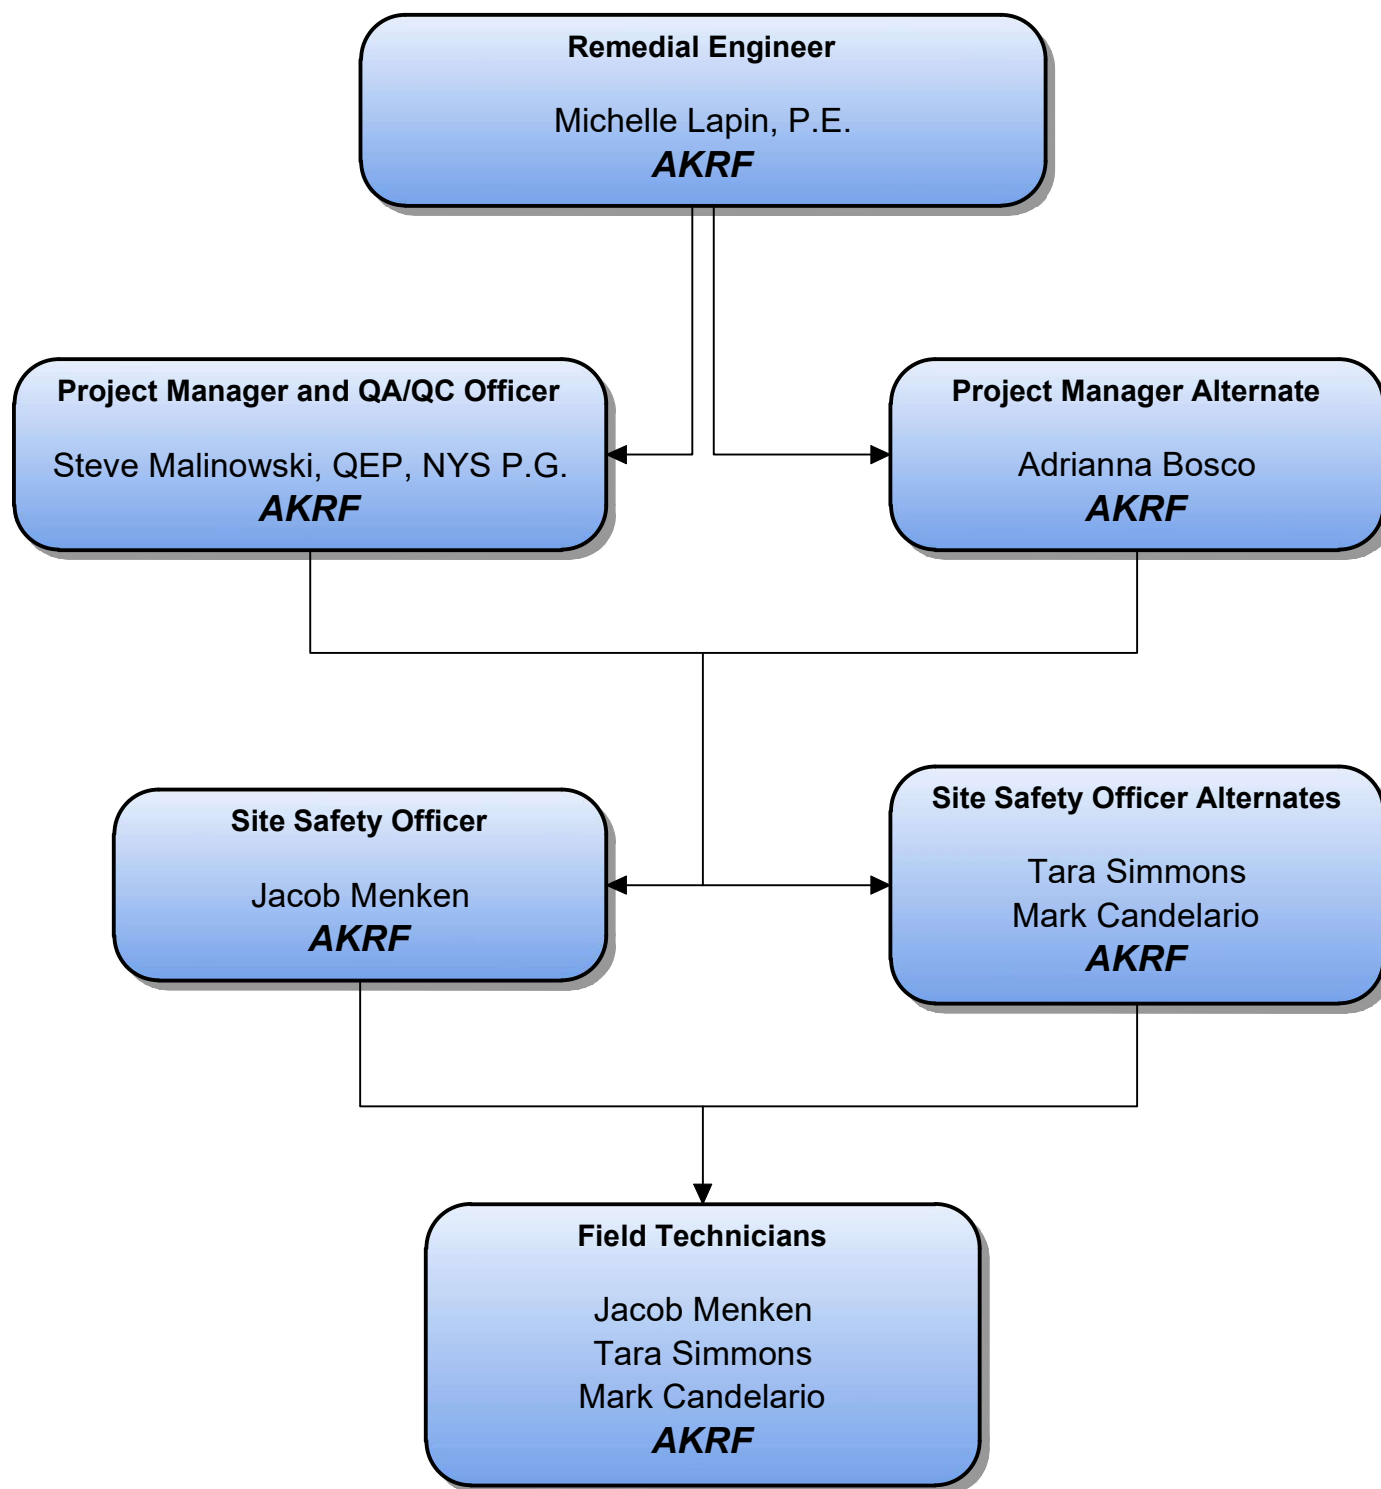 Remedial Engineer
Michelle Lapin, P.E.
AKRF
Project Manager and QA/QC Officer
Steve Malinowski, QEP, NYS P.G.
AKRF
Project Manager Alternate
Adrianna Bosco
AKRF
Site Safety Officer
Jacob Menken
AKRF
Site Safety Officer Alternates
Tara Simmons
Mark Candelario
AKRF
Field Technicians
Jacob Menken
Tara Simmons
Mark Candelario
AKRF